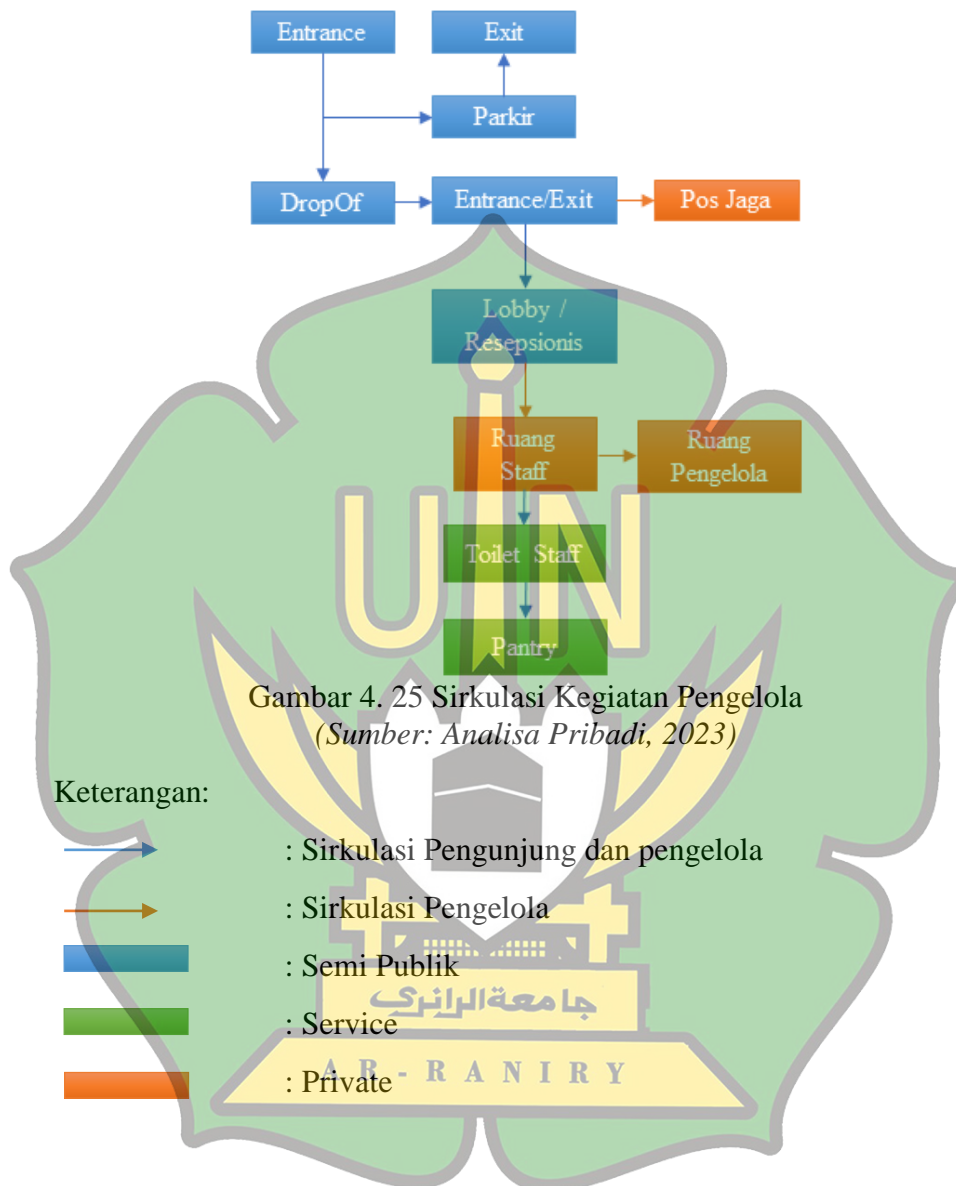 Entrance
Exit
Parkir
DropOf
Entrance/Exit
Pos Jaga
Lobby /
Resepsionis
Ruang
Staff
Ruang
Pengelola
UIN
Toilet Staff
Pantry
Gambar 4. 25 Sirkulasi Kegiatan Pengelola
(Sumber: Analisa Pribadi, 2023)
Keterangan:
: Sirkulasi Pengunjung dan pengelola
: Sirkulasi Pengelola
: Semi Publik
جامعة الرانري
: Service
AR - RANIRY
: Private